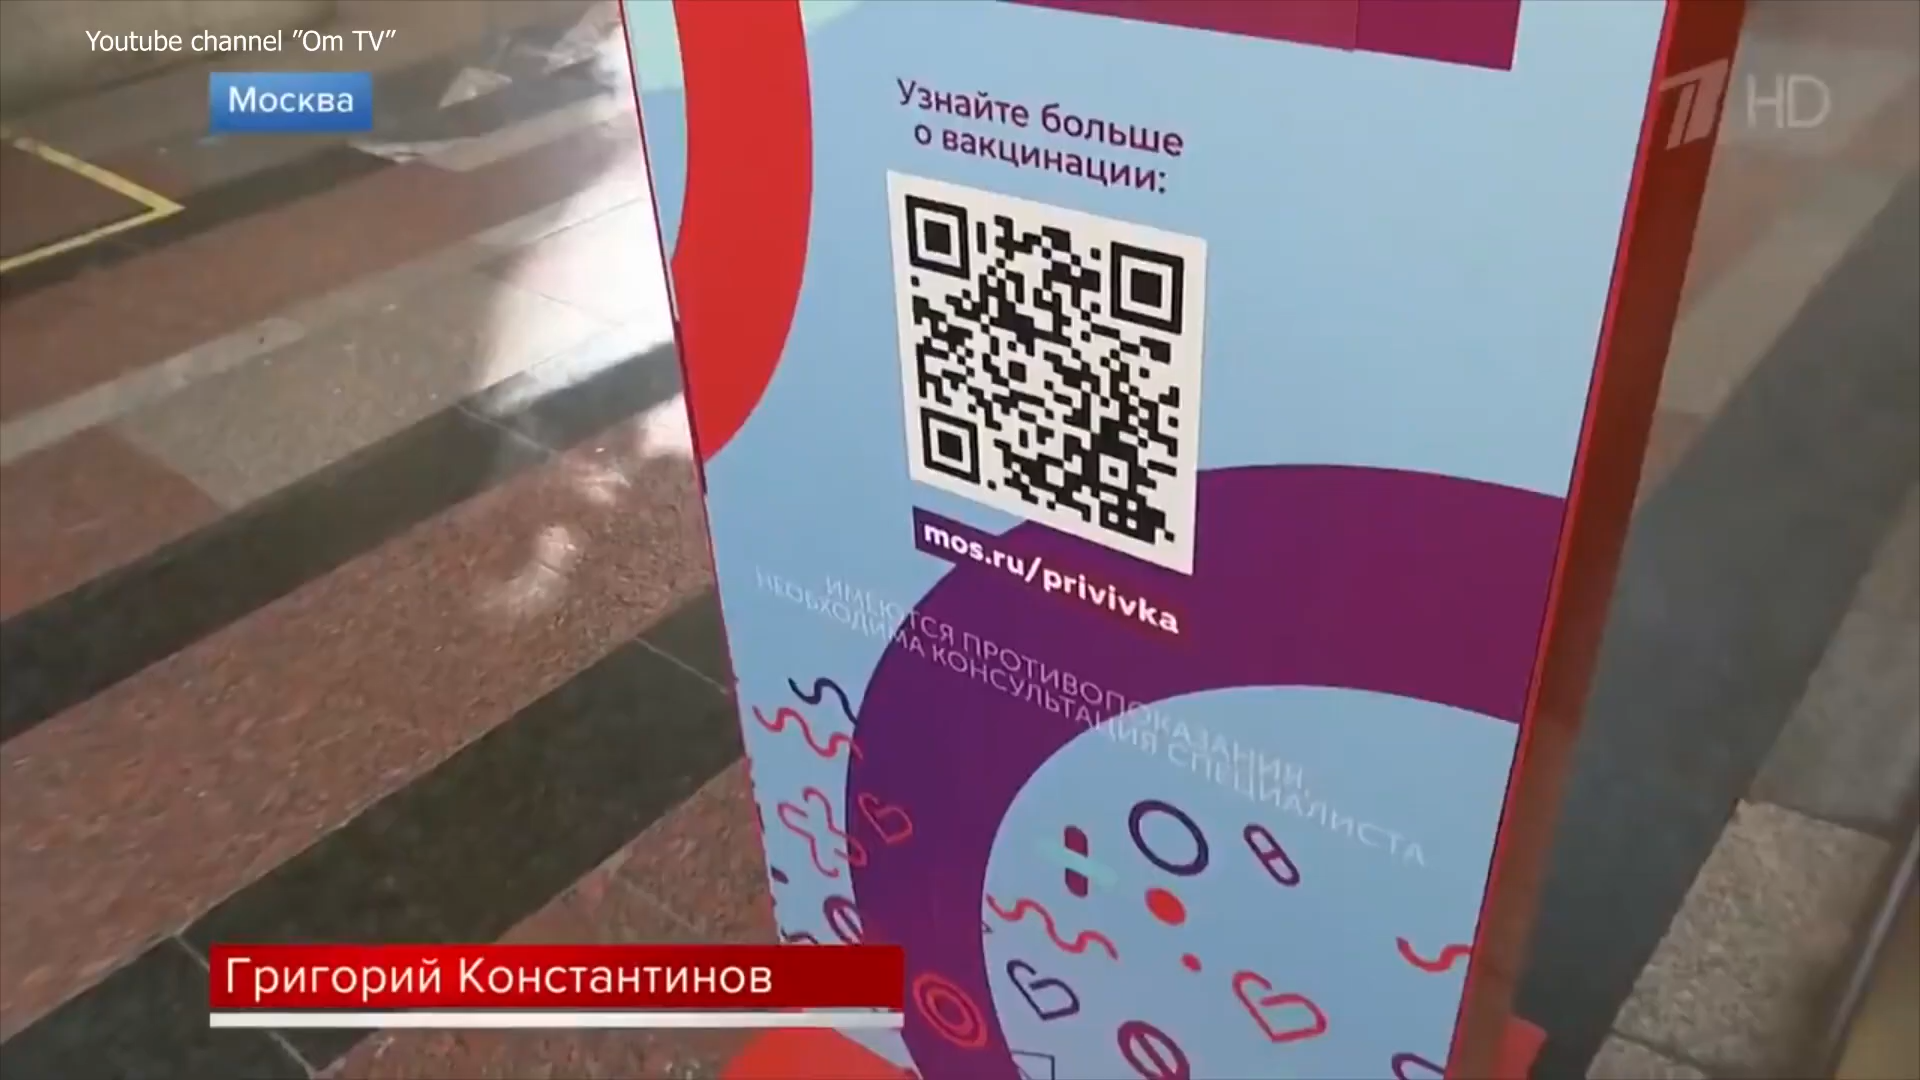 Youtube channel "Om TV"
Москва
HD
Узнайте больше
о вакцинации:
mos.ru/privivka
ИМЕЮТСЯ ПРОТИВОПОКАЗАНИЯ,
НЕОБХОДИМА КОНСУЛЬТАЦИЯ СПЕЦИАЛИСТА
Григорий Константинов